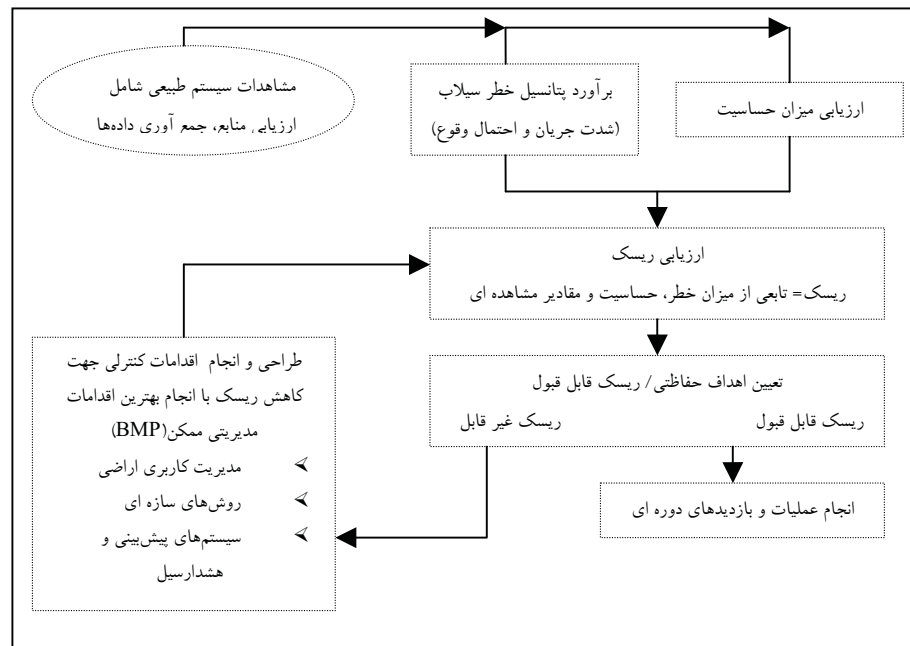 مشاهدات سیستم طبیعی شامل
ارزیابی منابع، جمع آوری داده‌ها
برآورد پتانسیل خطر سیلاب
(شدت جریان و احتمال وقوع)
ارزیابی میزان حساسیت
ارزیابی ریسک
ریسک= تابعی از میزان خطر، حساسیت و مقادیر مشاهده ای
تعیین اهداف حفاظتی/ ریسک قابل قبول
ریسک قابل قبول
ریسک غیر قابل
انجام عملیات و بازدیدهای دوره ای
طراحی و انجام اقدامات کنترلی جهت
کاهش ریسک با انجام بهترین اقدامات
مدیریتی ممکن(BMP)
مدیریت کاربری اراضی
روش‌های سازه ای
سیستم‌های پیش‌بینی و
هشدارسیل